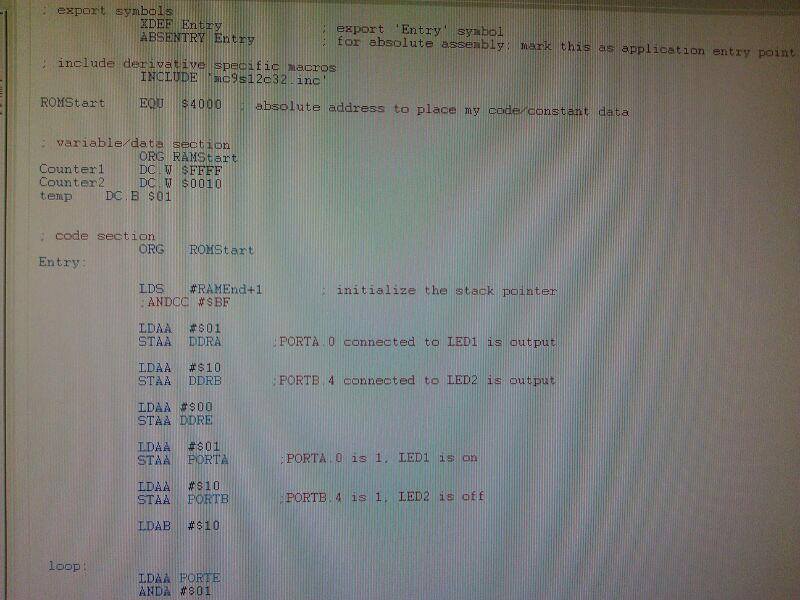 ; export symbols
XDEF Entry ; export 'Entry' symbol
ABSENTRY Entry ; for absolute assembly: mark this as application entry point
; include derivative specific macros
INCLUDE 'mc9s12c32.inc'
ROMStart EQU $4000 ; absolute address to place my code/constant data
; variable/data section
ORG RAMStart
Counter1 DC.W $FFFF
Counter2 DC.W $0010
temp DC.B $01
; code section
ORG ROMStart
Entry:
LDS #RAMEnd+1 ; initialize the stack pointer
;ANDCC #$BF
LDAA #$01
STAA DDRA ;PORTA.0 connected to LED1 is output
LDAA #$10
STAA DDRB ;PORTB.4 connected to LED2 is output
LDAA #$00
STAA DDRE
LDAA #$01
STAA PORTA ;PORTA.0 is 1, LED1 is on
LDAA #$10
STAA PORTB ;PORTB.4 is 1, LED2 is off
LDAB #$10
loop:
LDAA PORTE
ANDA #$01